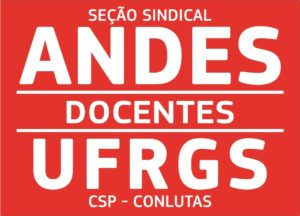 SEÇÃO SINDICAL
ANDES
DOCENTES
UFRGS
CSP - CONLUTAS